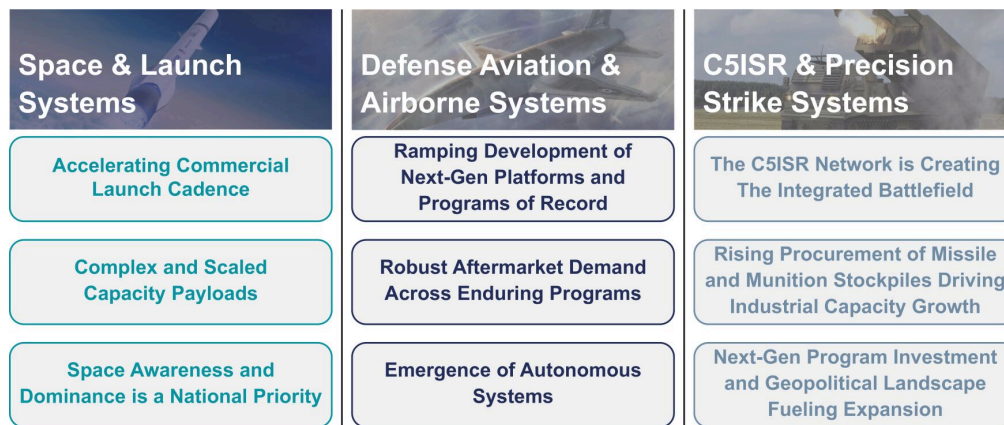 Space & Launch
Systems
Accelerating Commercial
Launch Cadence
Complex and Scaled
Capacity Payloads
Space Awareness and
Dominance is a National Priority
Defense Aviation &
Airborne Systems
Ramping Development of
Next-Gen Platforms and
Programs of Record
Robust Aftermarket Demand
Across Enduring Programs
Emergence of Autonomous
Systems
C5ISR & Precision
Strike Systems
The C5ISR Network is Creating
The Integrated Battlefield
Rising Procurement of Missile
and Munition Stockpiles Driving
Industrial Capacity Growth
Next-Gen Program Investment
and Geopolitical Landscape
Fueling Expansion